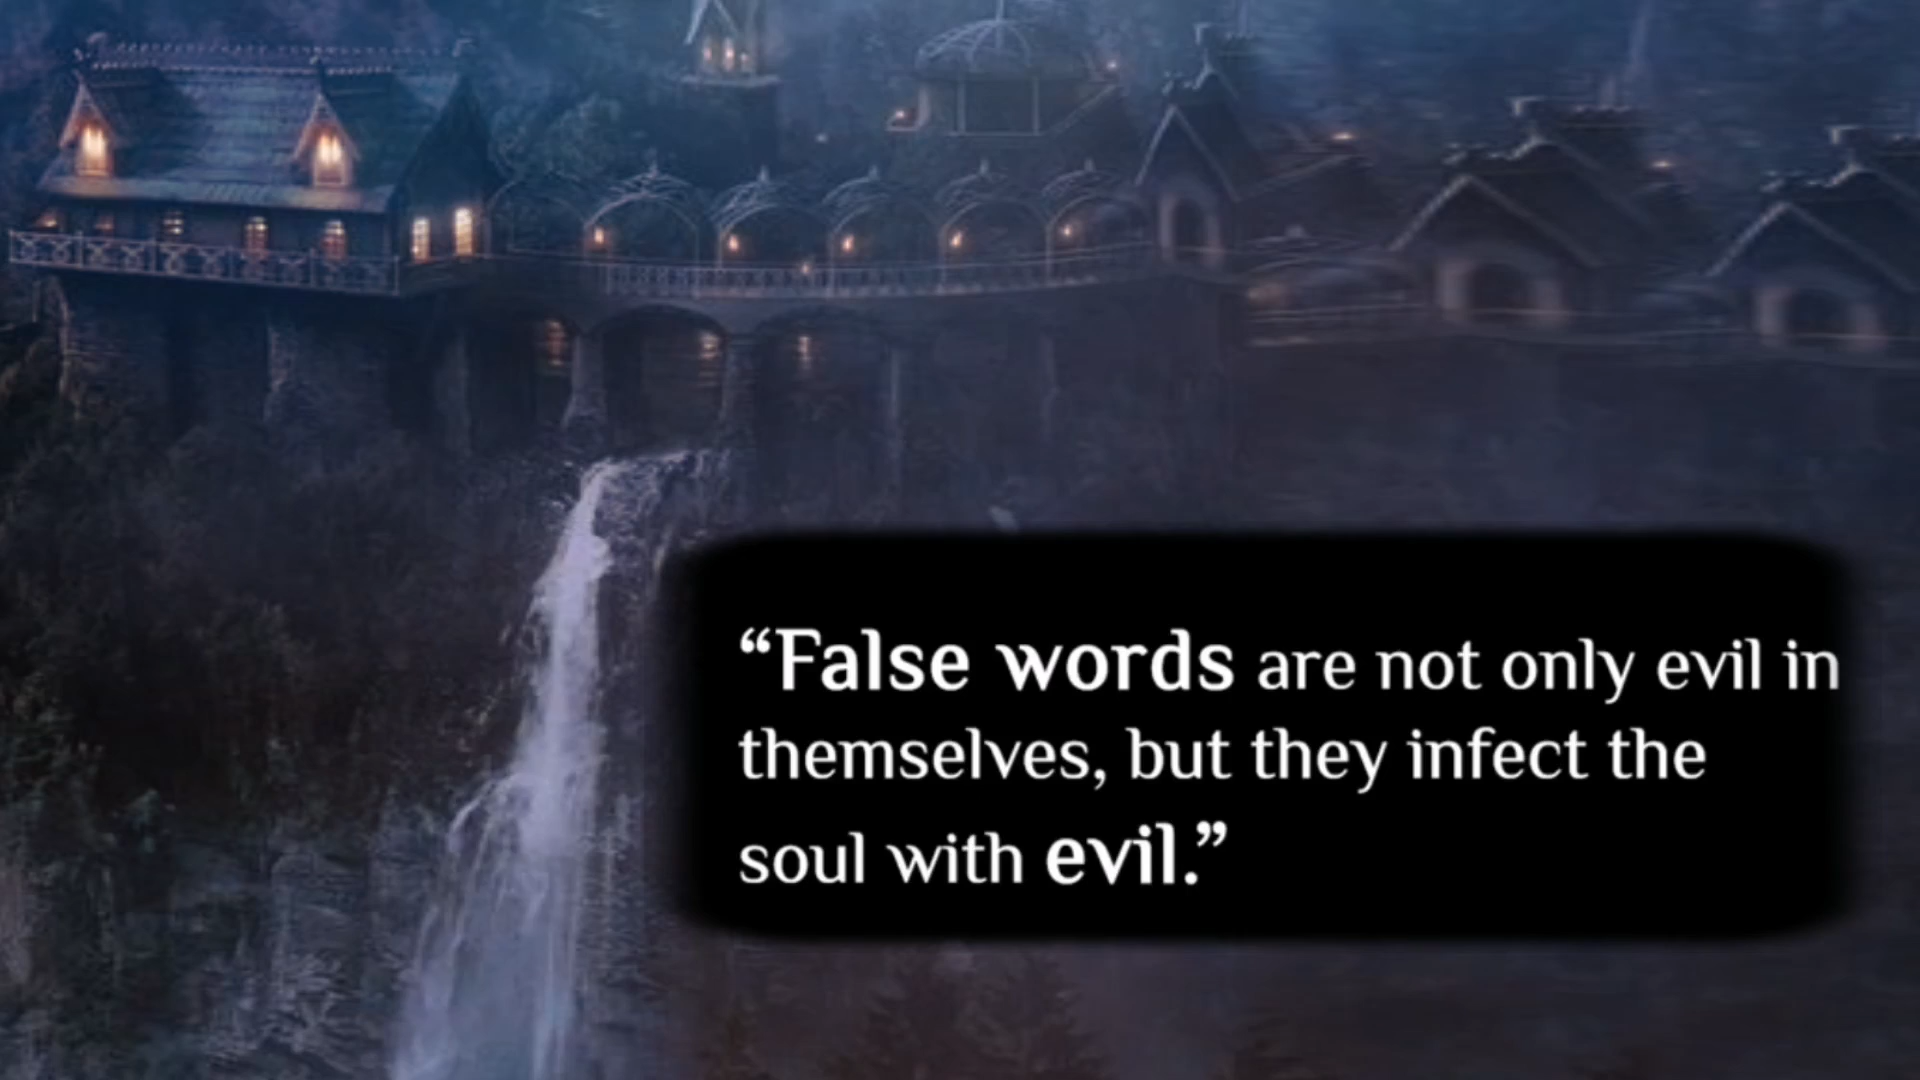 “False words are not only evil in
themselves, but they infect the
soul with evil.”